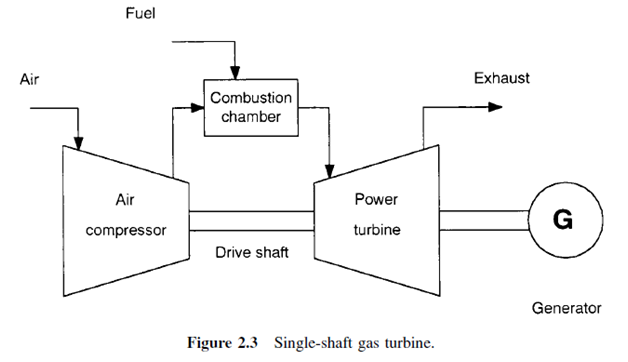 Fuel
Air
Exhaust
Combustion
chamber
Air
compressor
Power
turbine
G
Drive shaft
Generator
Figure 2.3 Single-shaft gas turbine.